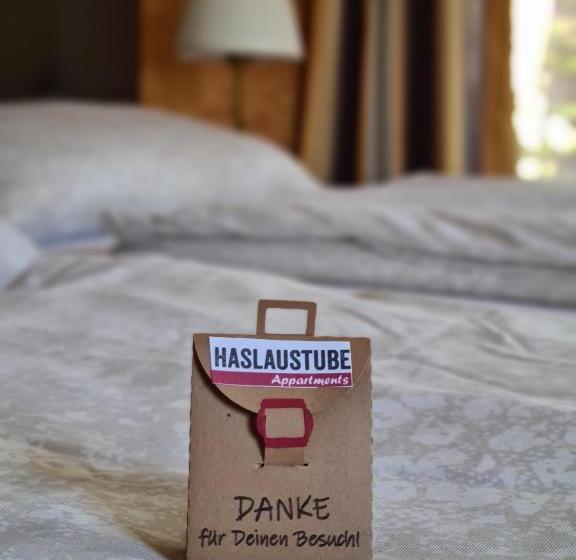 HASLAUSTUBE
Appartments
DANKE
für Deinen Besuch!